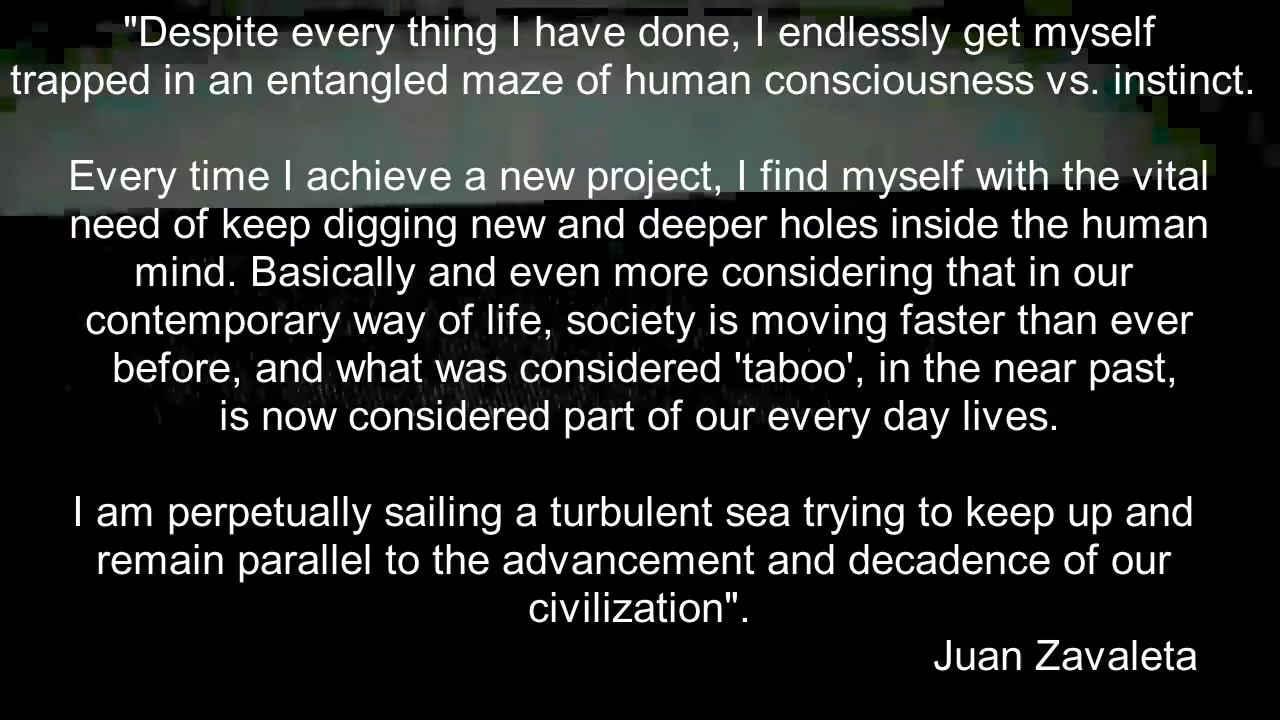 "Despite every thing I have done, I endlessly get myself
trapped in an entangled maze of human consciousness vs. instinct.
Every time I achieve a new project, I find myself with the vital
need of keep digging new and deeper holes inside the human
mind. Basically and even more considering that in our
contemporary way of life, society is moving faster than ever
before, and what was considered 'taboo', in the near past,
is now considered part of our every day lives.
I am perpetually sailing a turbulent sea trying to keep up and
remain parallel to the advancement and decadence of our
civilization".
Juan Zavaleta